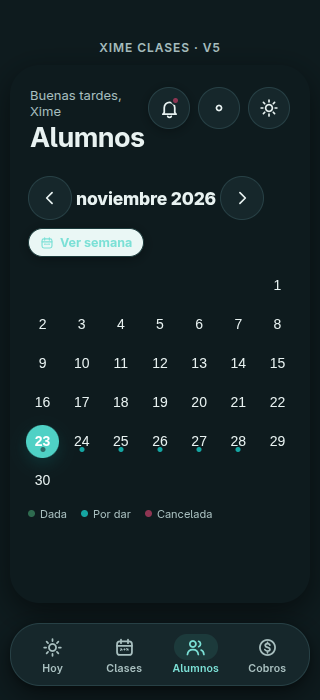 XIME CLASES · V5
Buenas tardes,
Xime
Alumnos
noviembre 2026
Ver semana
1
2 3 4 5 6 7 8
9 10 11 12 13 14 15
16 17 18 19 20 21 22
23 24 25 26 27 28 29
30
Dada Por dar Cancelada
Hoy Clases Alumnos Cobros